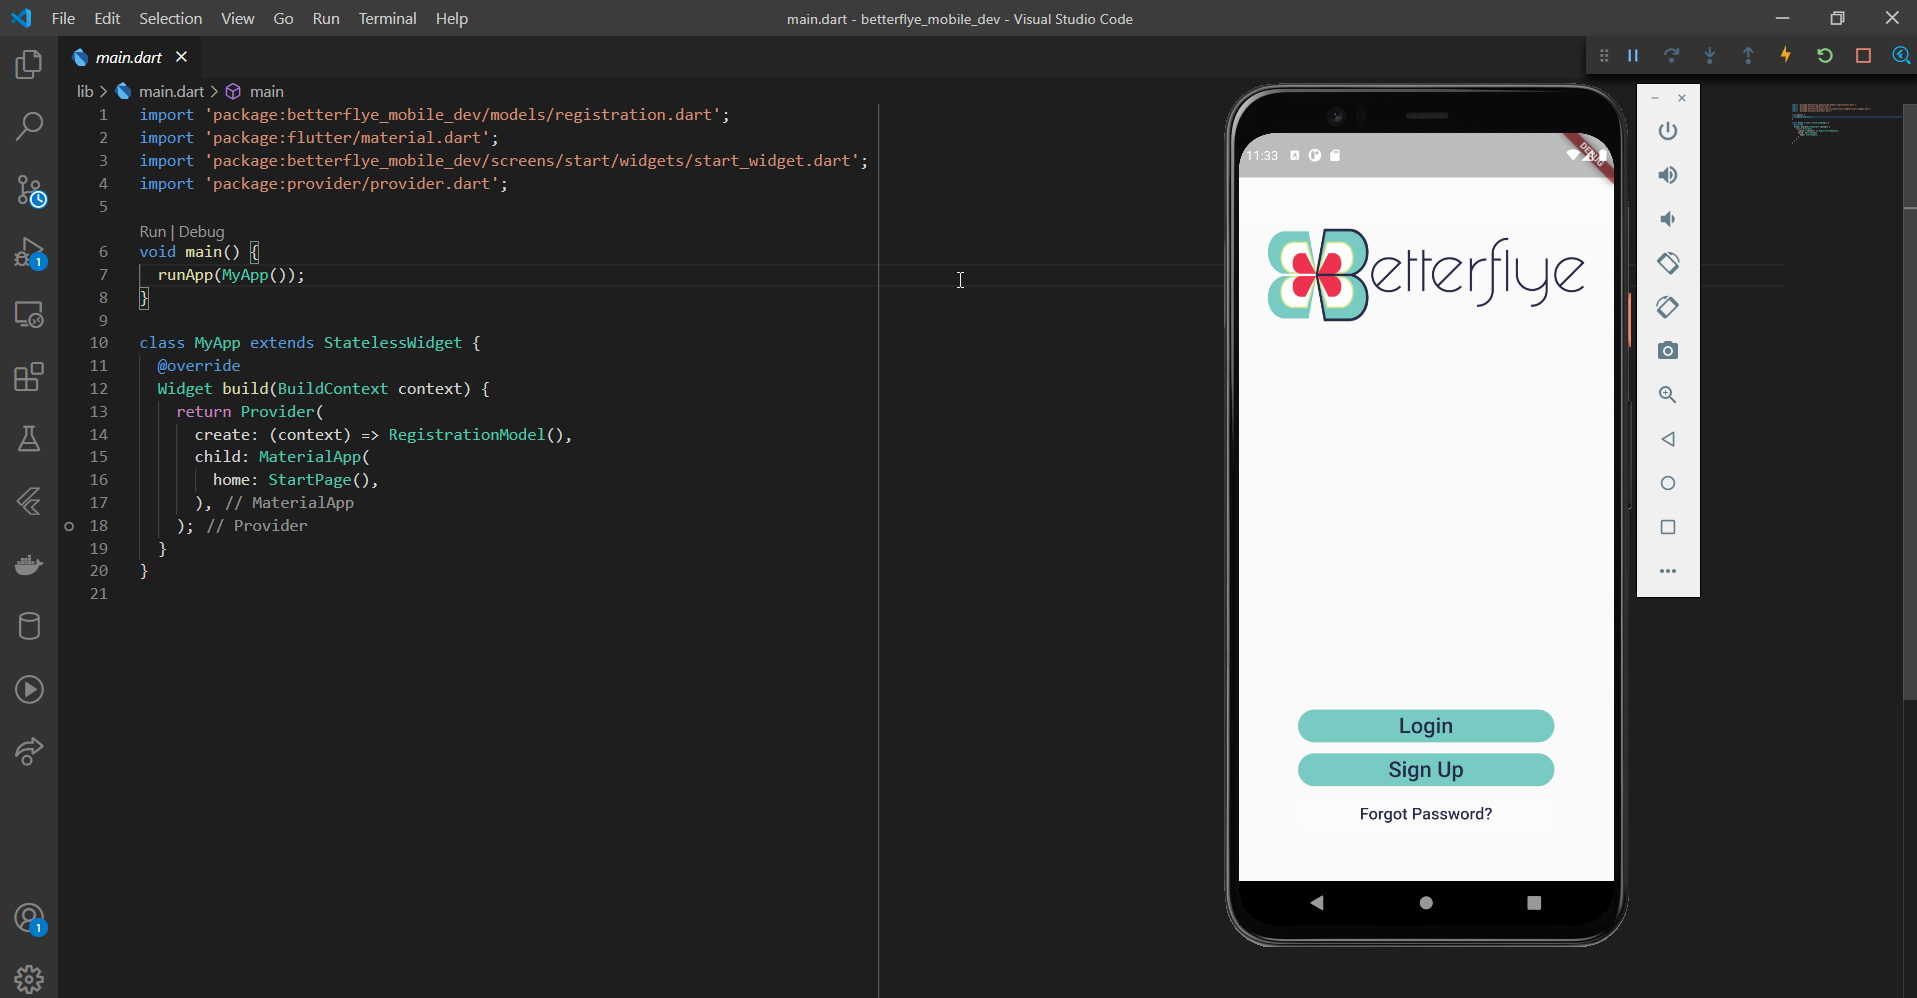 File Edit Selection View Go Run Terminal Help
main.dart - betterflye_mobile_dev - Visual Studio Code
main.dart
lib > main.dart > main
1 import 'package:betterflye_mobile_dev/models/registration.dart';
2 import 'package:flutter/material.dart';
3 import 'package:betterflye_mobile_dev/screens/start/widgets/start_widget.dart';
4 import 'package:provider/provider.dart';
5
Run | Debug
6 void main() {
7 runApp(MyApp());
8 }
9
10 class MyApp extends StatelessWidget {
11 @override
12 Widget build(BuildContext context) {
13 return Provider(
14 create: (context) => RegistrationModel(),
15 child: MaterialApp(
16 home: StartPage(),
17 ), // MaterialApp
18 ); // Provider
19 }
20 }
21
1
1
11:33
DEBUG
Betterflye
Login
Sign Up
Forgot Password?